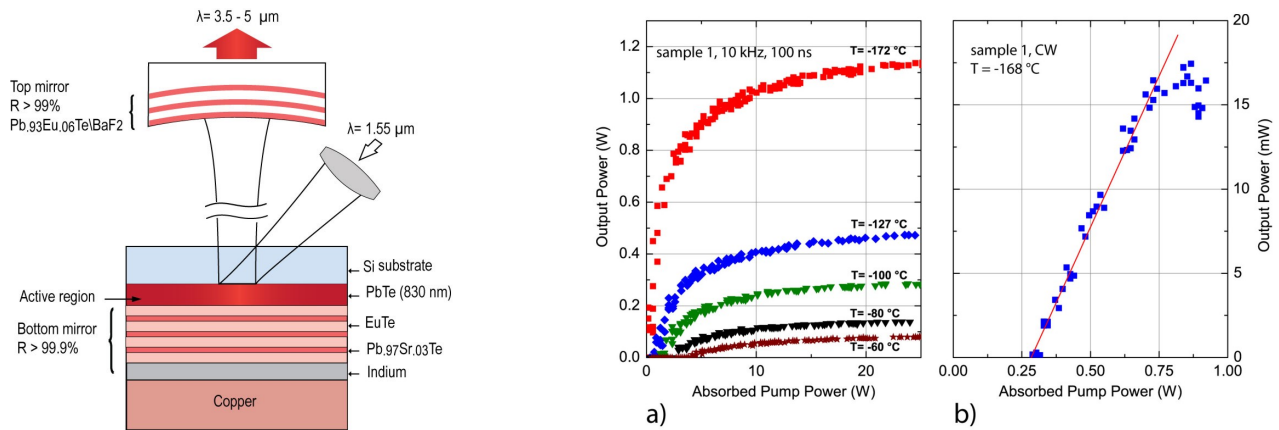 λ= 3.5 - 5 µm
Top mirror
R > 99%
Pb.93Eu.06Te\BaF2
λ= 1.55 µm
Si substrate
Active region
PbTe (830 nm)
Bottom mirror
R > 99.9%
EuTe
Pb.97Sr.03Te
Indium
Copper
sample 1, 10 kHz, 100 ns
T= -172 °C
T= -127 °C
T= -100 °C
T= -80 °C
T= -60 °C
Output Power (W)
1.2
1.0
0.8
0.6
0.4
0.2
0.0
0 5 10 15 20
Absorbed Pump Power (W)
a)
sample 1, CW
T = -168 °C
20
15
10
5
0
Output Power (mW)
0.00 0.25 0.50 0.75 1.00
Absorbed Pump Power (W)
b)